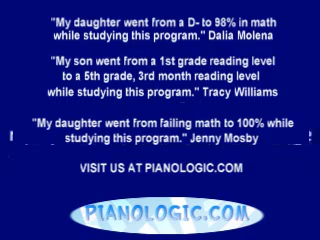 "My daughter went from a D- to 98% in math
while studying this program." Dalia Molena
"My son went from a 1st grade reading level
to a 5th grade, 3rd month reading level
while studying this program." Tracy Williams
"My daughter went from failing math to 100% while
studying this program." Jenny Mosby
VISIT US AT PIANOLOGIC.COM
PIANOLOGIC.COM